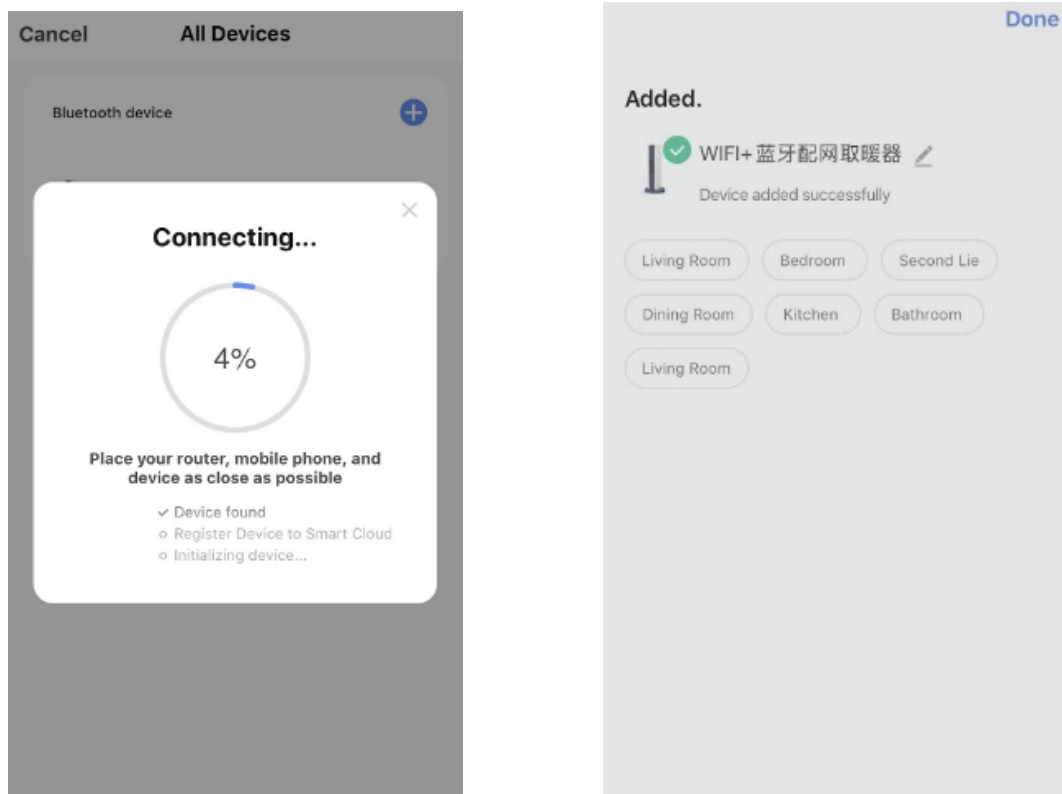 Cancel All Devices
Bluetooth device
Connecting...
4%
Place your router, mobile phone, and
device as close as possible
Device found
Register Device to Smart Cloud
Initializing device...
Done
Added.
WIFI+蓝牙配网取暖器
Device added successfully
Living Room Bedroom Second Lie
Dining Room Kitchen Bathroom
Living Room